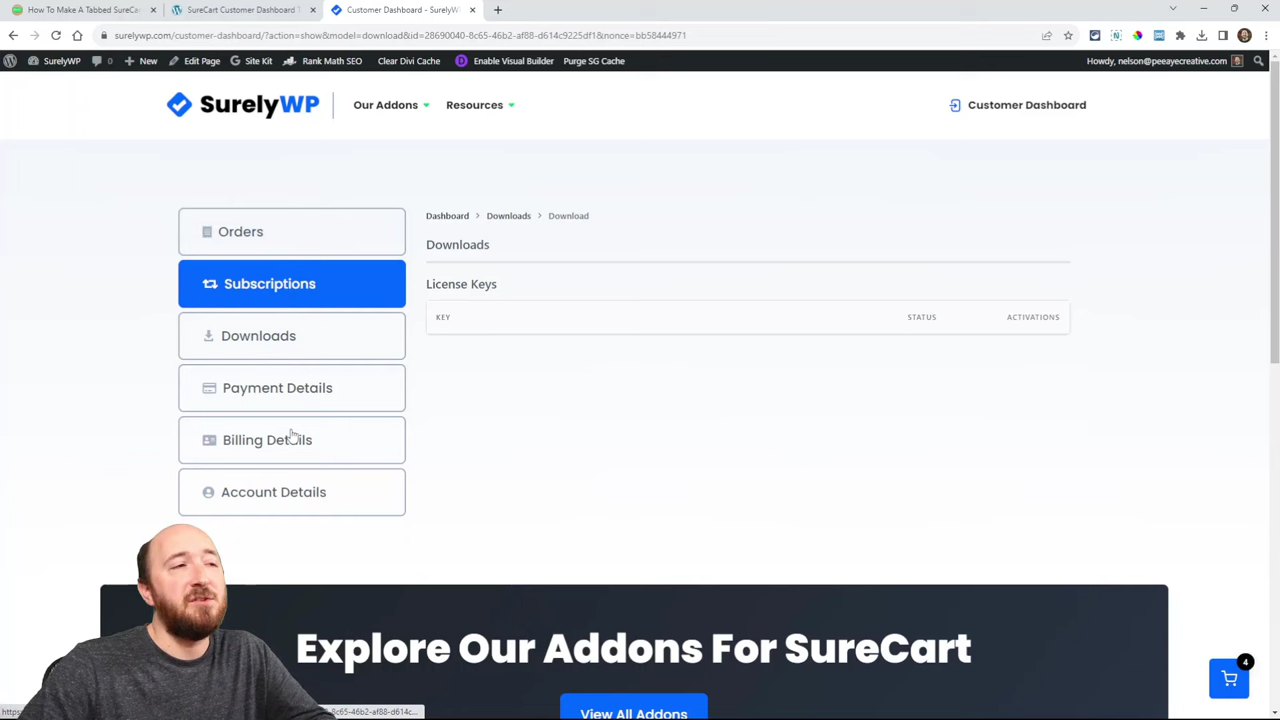 How To Make A Tabbed SureCa
SureCart Customer Dashboard T
Customer Dashboard - SurelyW
surelywp.com/customer-dashboard/?action=show&model=download&id=28690040-8c65-46b2-af88-d614c9225df1&nonce=bb58444971
SurelyWP 0 New Edit Page Site Kit Rank Math SEO Clear Divi Cache Enable Visual Builder Purge SG Cache Howdy, nelson@peeayecreative.com
SurelyWP Our Addons Resources Customer Dashboard
Orders
Subscriptions
Downloads
Payment Details
Billing Details
Account Details
Dashboard > Downloads > Download
Downloads
License Keys
KEY STATUS ACTIVATIONS
Explore Our Addons For SureCart
View All Addons
4